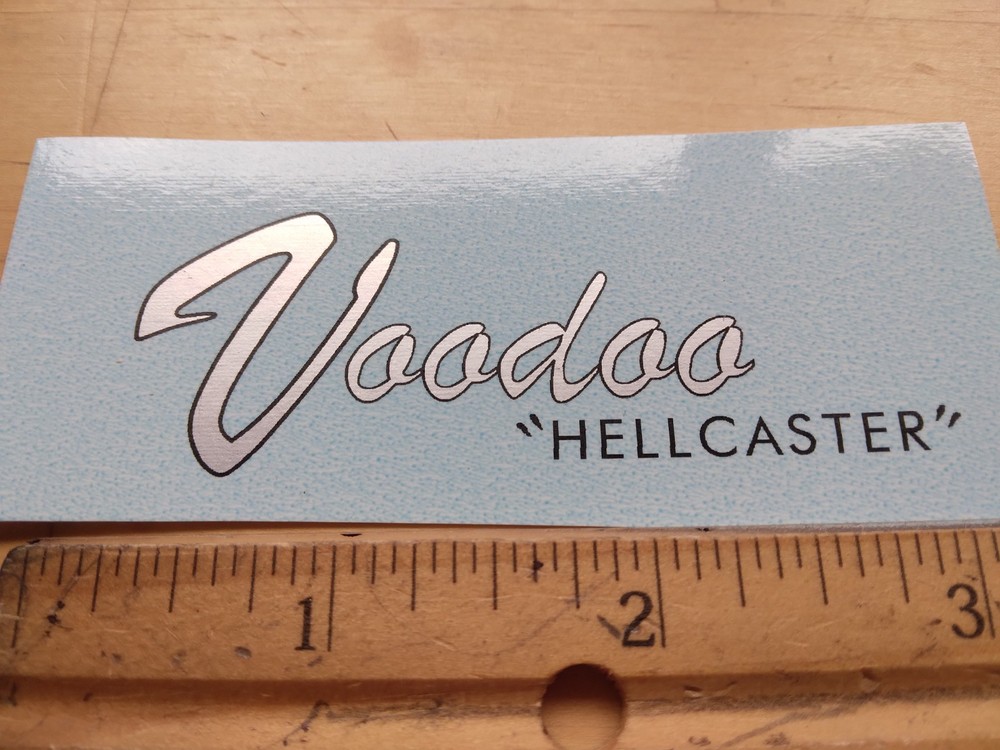 Voodoo
"HELLCASTER"
1 2 3